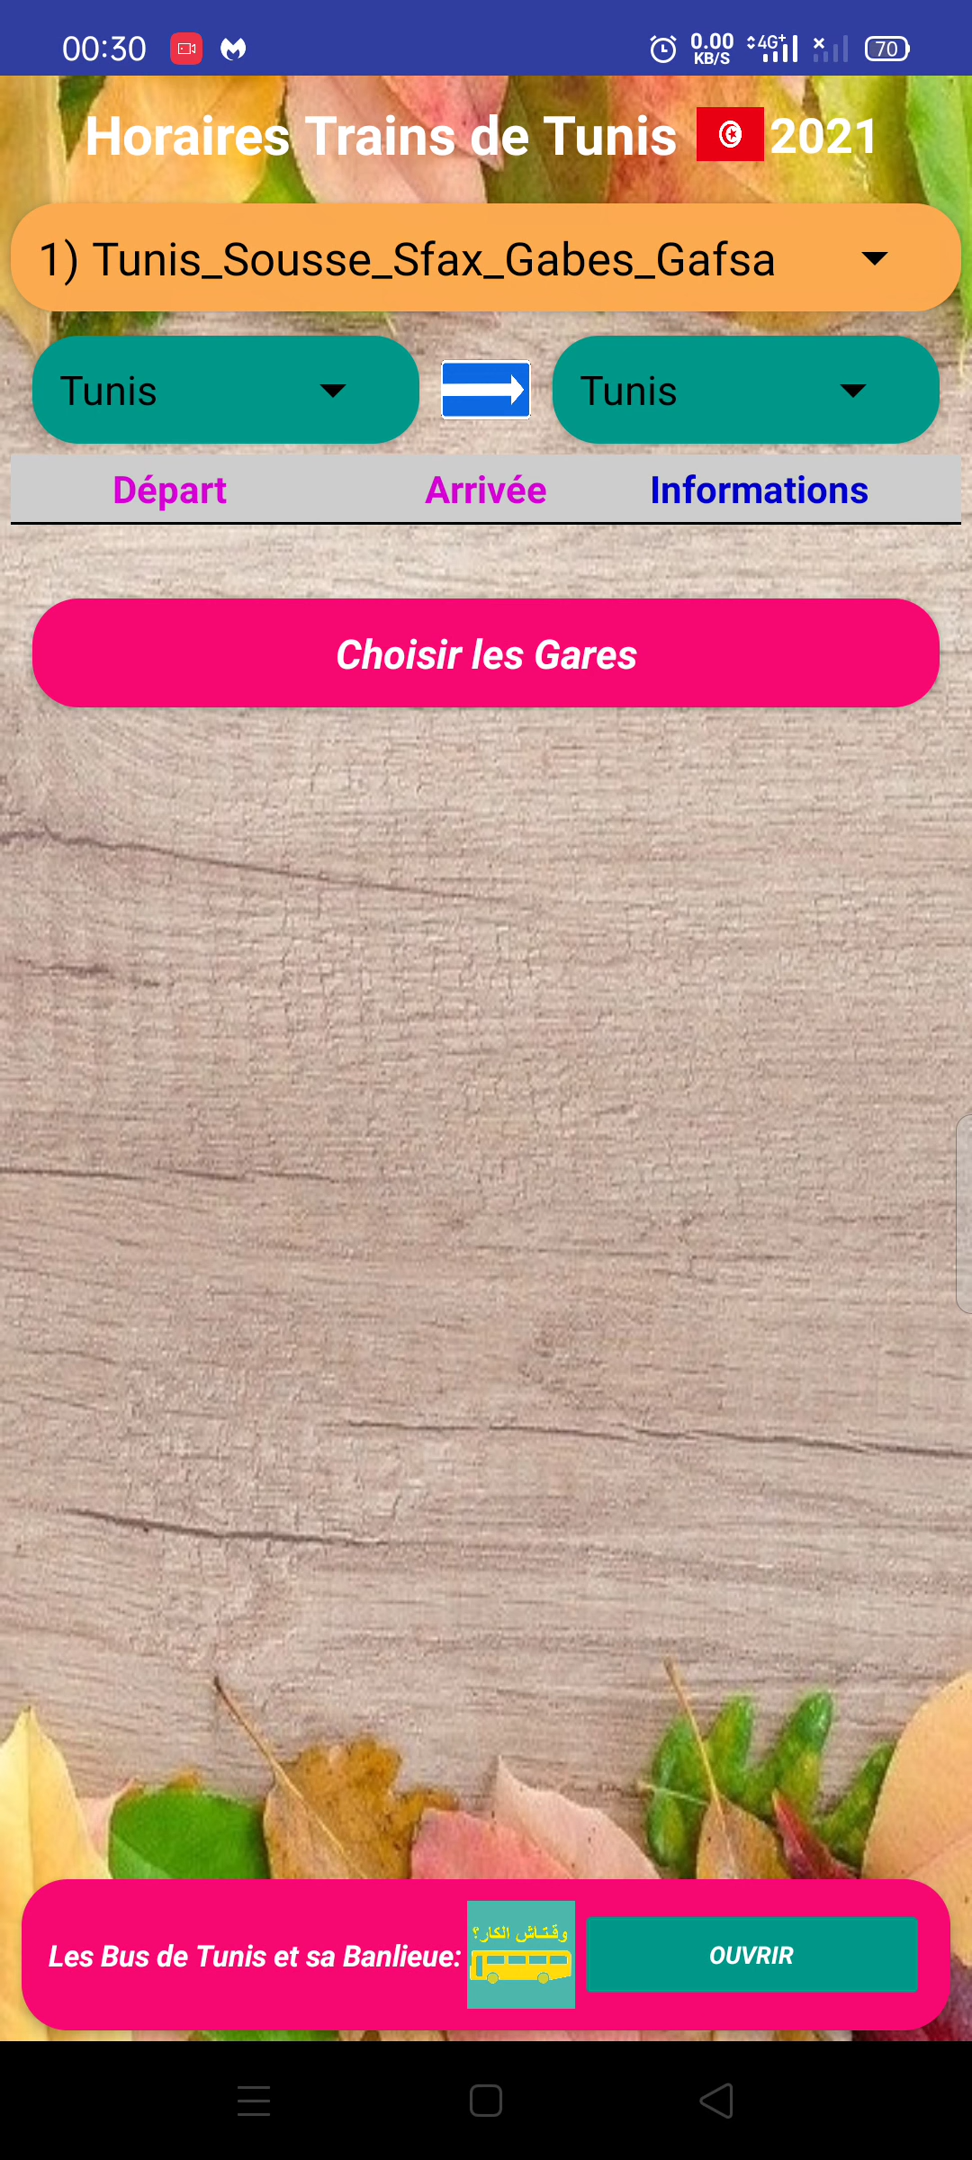 00:30
0.00
KB/S
4G+
70
Horaires Trains de Tunis 2021
1) Tunis_Sousse_Sfax_Gabes_Gafsa
Tunis
Tunis
Départ Arrivée Informations
Choisir les Gares
Les Bus de Tunis et sa Banlieue:
وقتاش الكار؟
OUVRIR